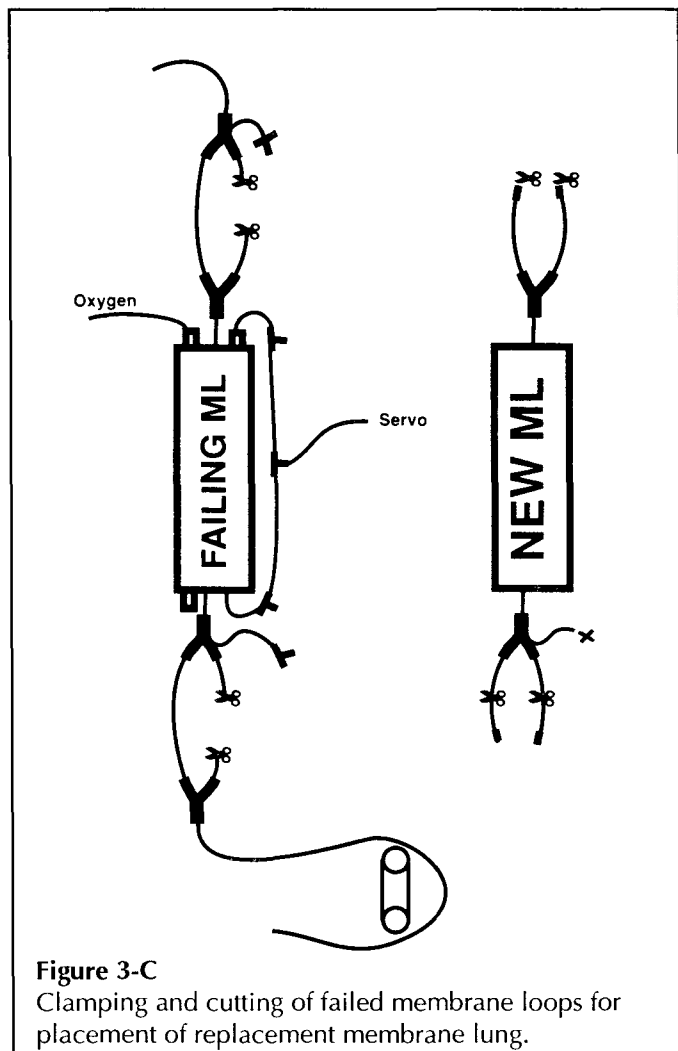 Oxygen
FAILING ML
Servo
NEW ML
Figure 3-C
Clamping and cutting of failed membrane loops for
placement of replacement membrane lung.